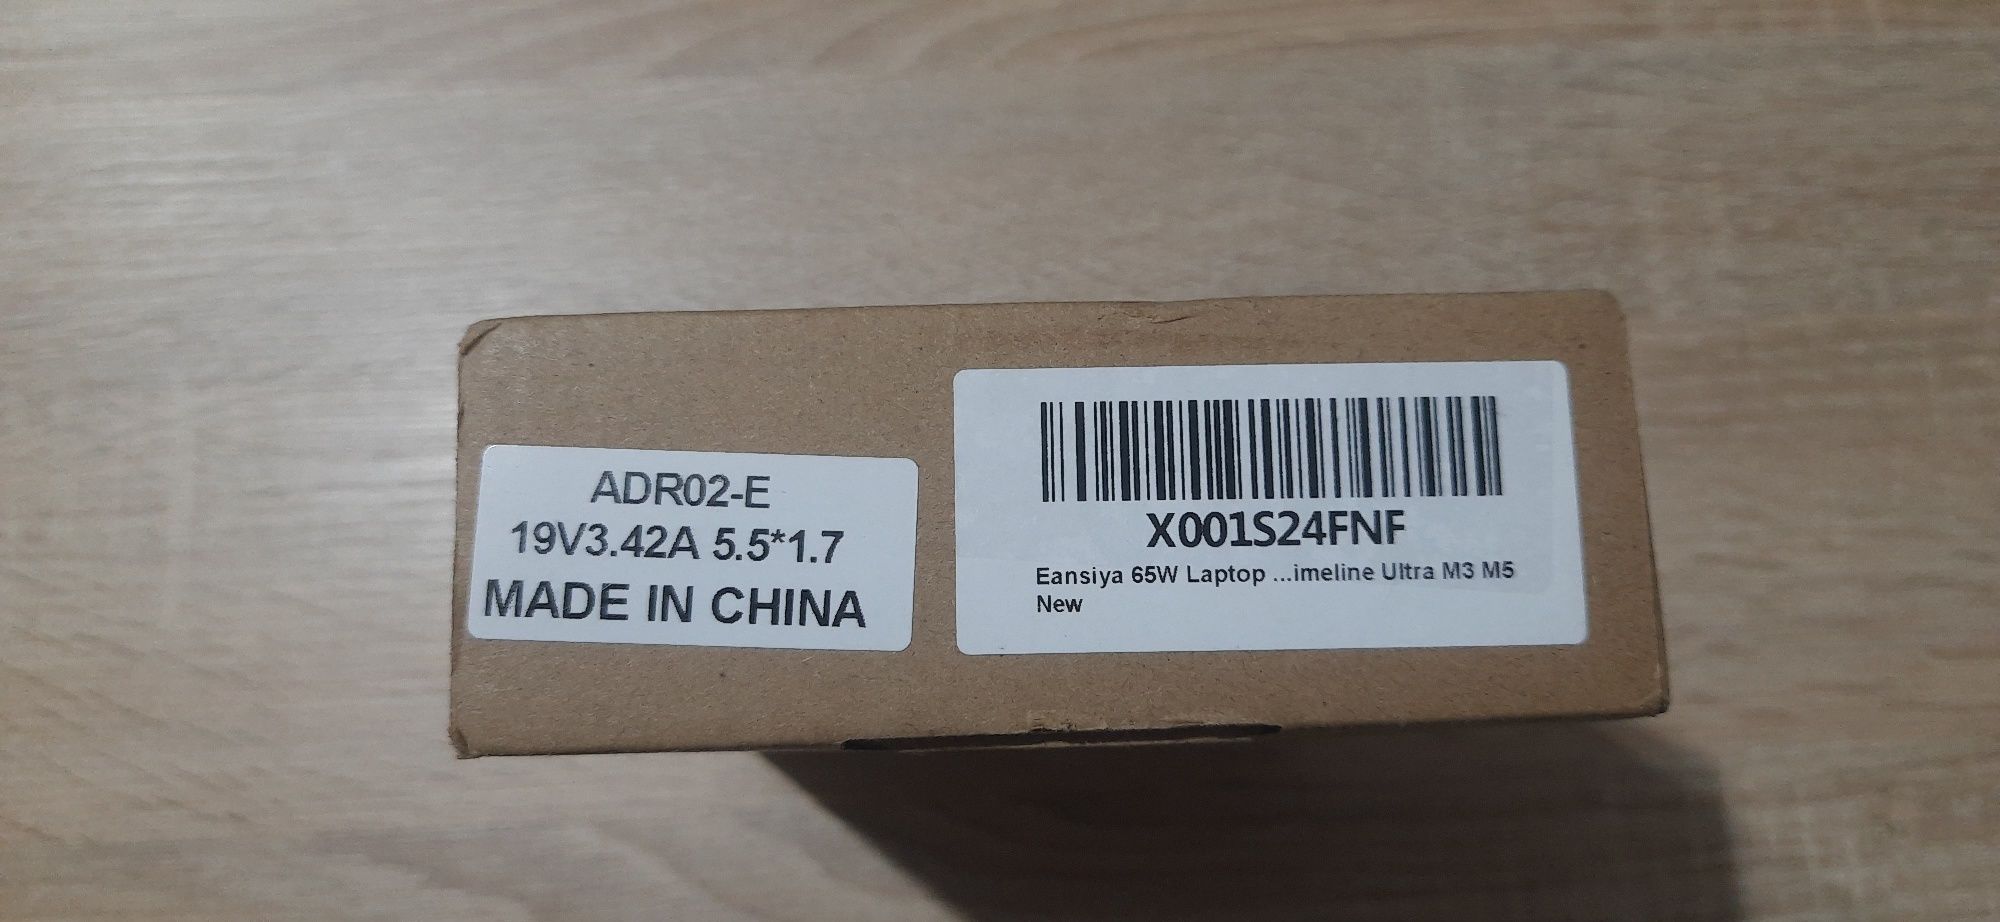 ADR02-E
19V3.42A 5.5*1.7
MADE IN CHINA
X001S24FNF
Eansiya 65W Laptop ...imeline Ultra M3 M5
New